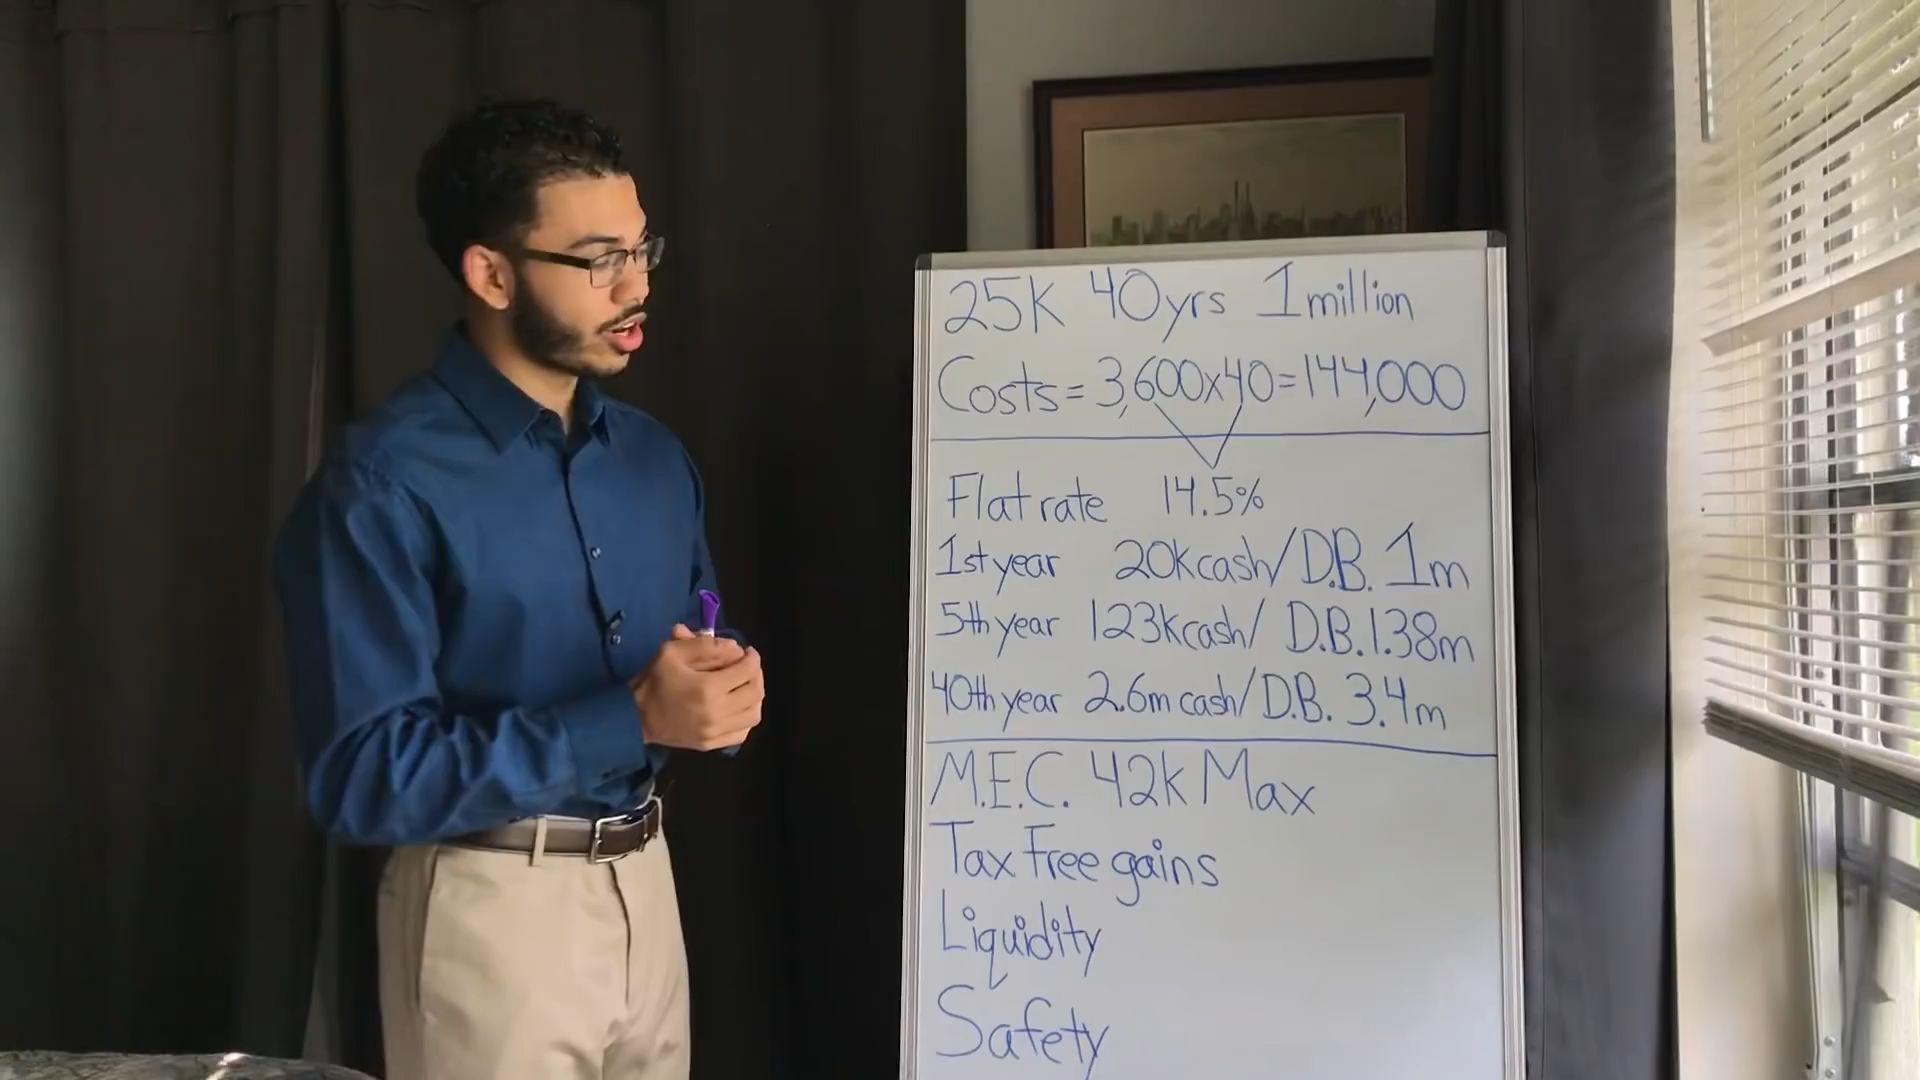 25K 40yrs 1million
Costs = 3,600x40=144,000
Flat rate 14.5%
1st year 20k cash/ D.B. 1m
5th year 123k cash/ D.B. 1.38m
40th year 2.6m cash/ D.B. 3.4m
M.E.C. 42k Max
Tax Free gains
Liquidity
Safety